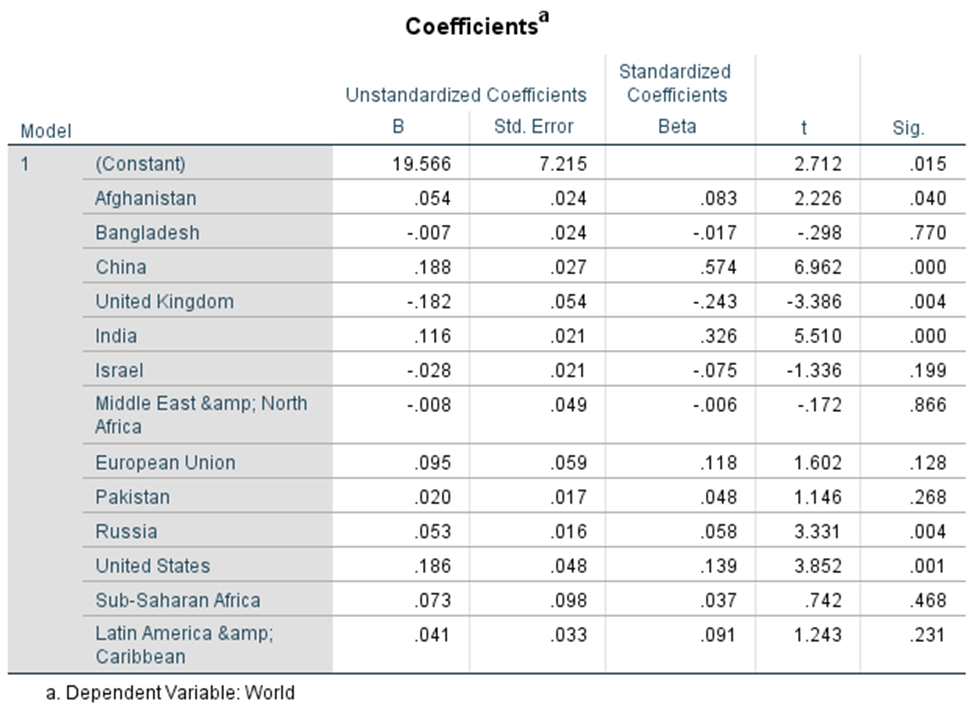 Coefficientsa
Unstandardized Coefficients Standardized Coefficients
Model B Std. Error Beta t Sig.
1 (Constant) 19.566 7.215 2.712 .015
Afghanistan .054 .024 .083 2.226 .040
Bangladesh -.007 .024 -.017 -.298 .770
China .188 .027 .574 6.962 .000
United Kingdom -.182 .054 -.243 -3.386 .004
India .116 .021 .326 5.510 .000
Israel -.028 .021 -.075 -1.336 .199
Middle East &amp; North -.008 .049 -.006 -.172 .866
Africa
European Union .095 .059 .118 1.602 .128
Pakistan .020 .017 .048 1.146 .268
Russia .053 .016 .058 3.331 .004
United States .186 .048 .139 3.852 .001
Sub-Saharan Africa .073 .098 .037 .742 .468
Latin America &amp; .041 .033 .091 1.243 .231
Caribbean
a. Dependent Variable: World